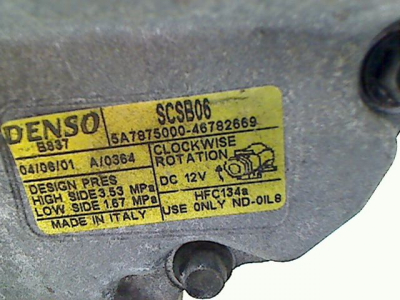 DENSO
SCSB06
B637
5A7875000-46782669
04/06/01 A/0364
CLOCKWISE
ROTATION
DC 12V
DESIGN PRES
HIGH SIDE 3.53 MPa
LOW SIDE 1.67 MPa
MADE IN ITALY
HFC134a
USE ONLY ND-OIL8